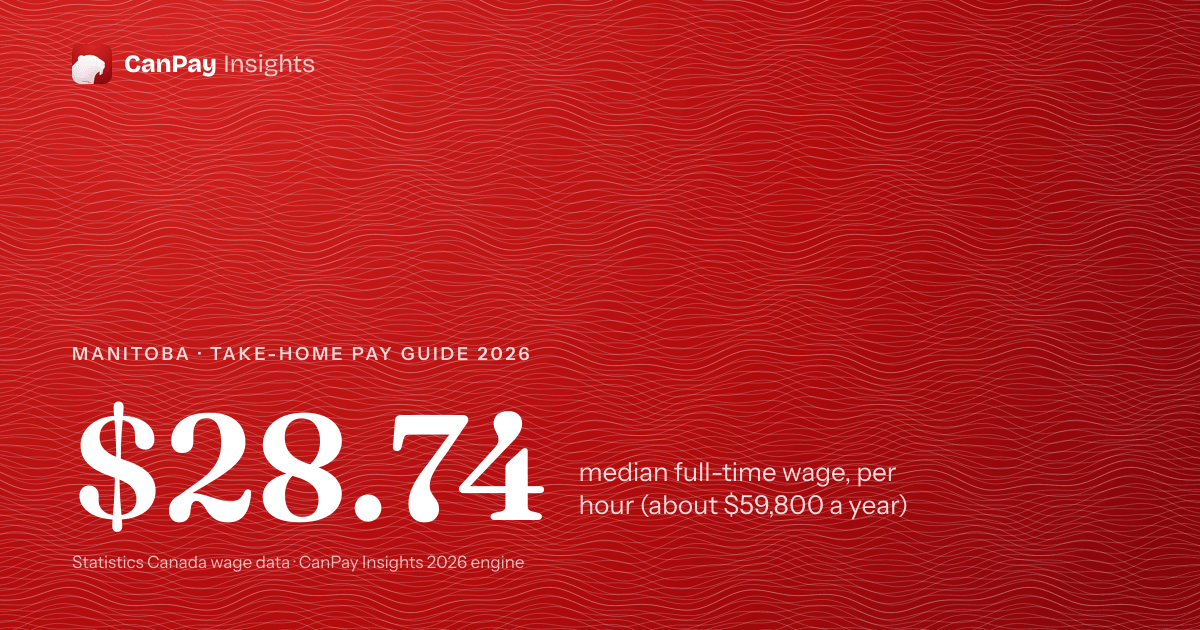 CanPay Insights
MANITOBA · TAKE-HOME PAY GUIDE 2026
$28.74
median full-time wage, per
hour (about $59,800 a year)
Statistics Canada wage data · CanPay Insights 2026 engine